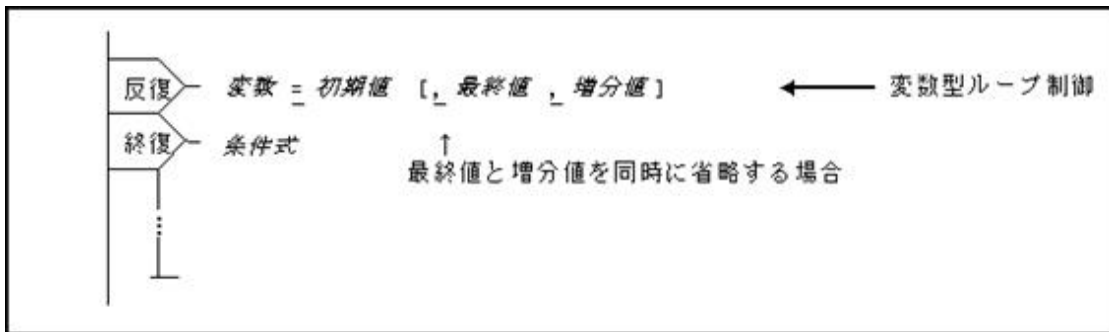 反復 変数 = 初期値 [, 最終値 , 増分値] ← 変数型ループ制御
終復 条件式 ↑
最終値と増分値を同時に省略する場合